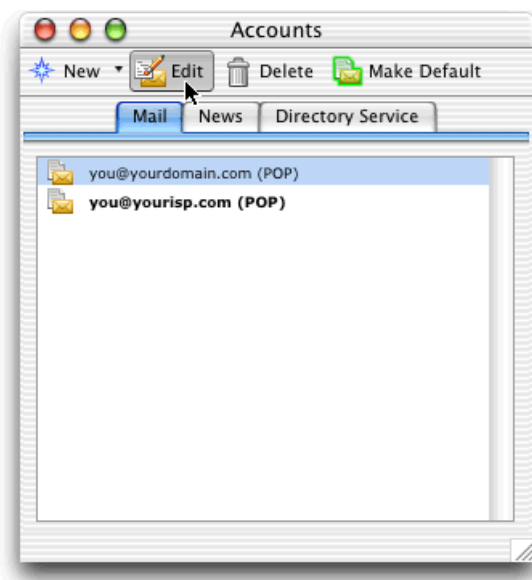 Accounts
New Edit Delete Make Default
Mail News Directory Service
you@yourdomain.com (POP)
you@yourisp.com (POP)